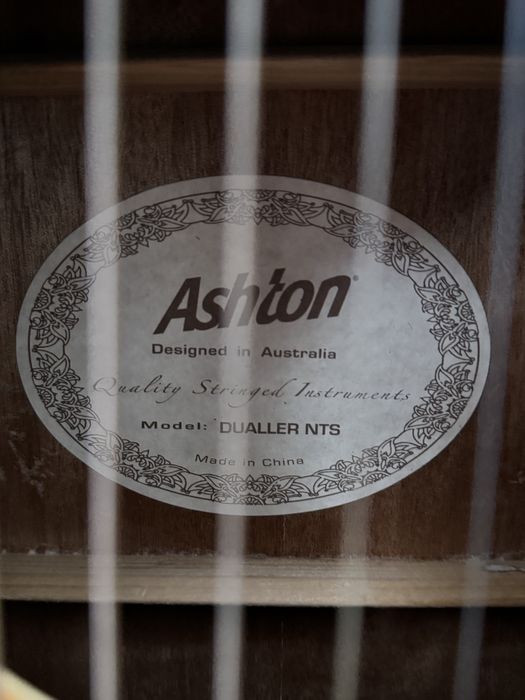 Ashton
Designed in Australia
Quality Stringed Instruments
Model: DUALLER NTS
Made in China